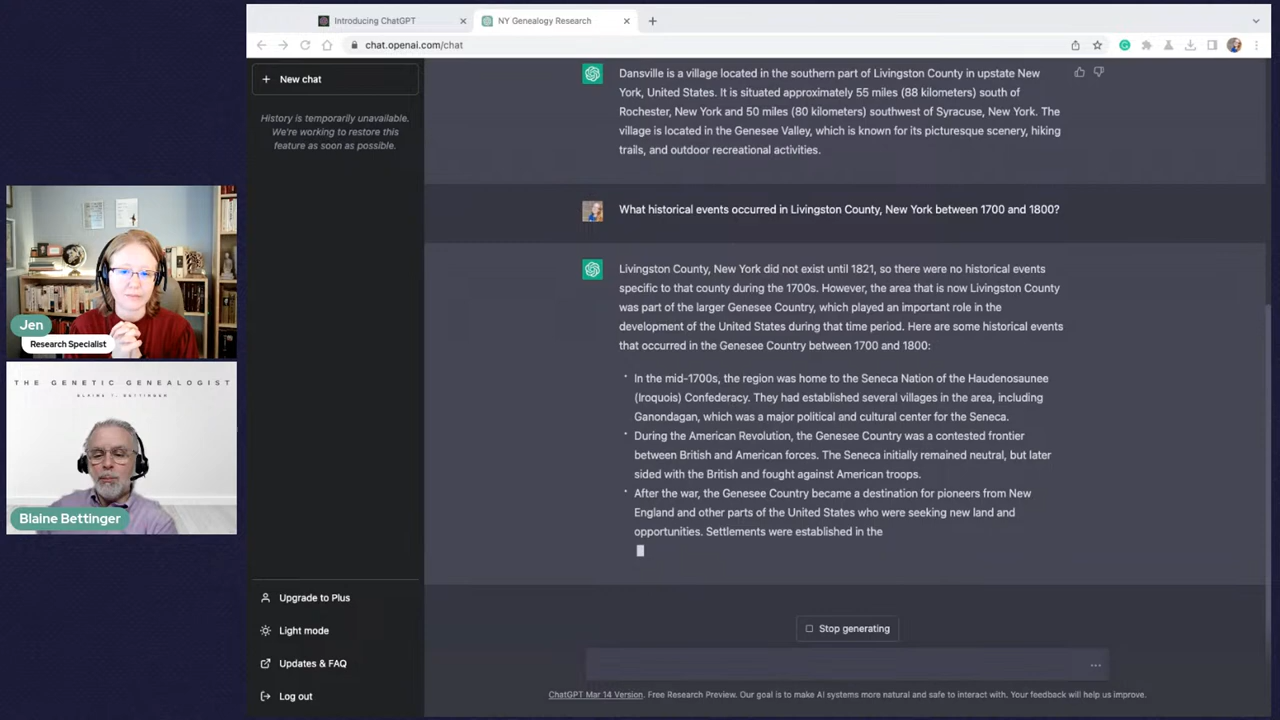 Introducing ChatGPT
NY Genealogy Research
chat.openai.com/chat
New chat
History is temporarily unavailable.
We're working to restore this
feature as soon as possible.
Dansville is a village located in the southern part of Livingston County in upstate New
York, United States. It is situated approximately 55 miles (88 kilometers) south of
Rochester, New York and 50 miles (80 kilometers) southwest of Syracuse, New York. The
village is located in the Genesee Valley, which is known for its picturesque scenery, hiking
trails, and outdoor recreational activities.
What historical events occurred in Livingston County, New York between 1700 and 1800?
Livingston County, New York did not exist until 1821, so there were no historical events
specific to that county during the 1700s. However, the area that is now Livingston County
was part of the larger Genesee Country, which played an important role in the
development of the United States during that time period. Here are some historical events
that occurred in the Genesee Country between 1700 and 1800:
• In the mid-1700s, the region was home to the Seneca Nation of the Haudenosaunee
(Iroquois) Confederacy. They had established several villages in the area, including
Ganondagan, which was a major political and cultural center for the Seneca.
• During the American Revolution, the Genesee Country was a contested frontier
between British and American forces. The Seneca initially remained neutral, but later
sided with the British and fought against American troops.
• After the war, the Genesee Country became a destination for pioneers from New
England and other parts of the United States who were seeking new land and
opportunities. Settlements were established in the
Stop generating
ChatGPT Mar 14 Version. Free Research Preview. Our goal is to make AI systems more natural and safe to interact with. Your feedback will help us improve.
Upgrade to Plus
Light mode
Updates & FAQ
Log out
Jen
Research Specialist
THE GENETIC GENEALOGIST
BLAINE T. BETTINGER
Blaine Bettinger